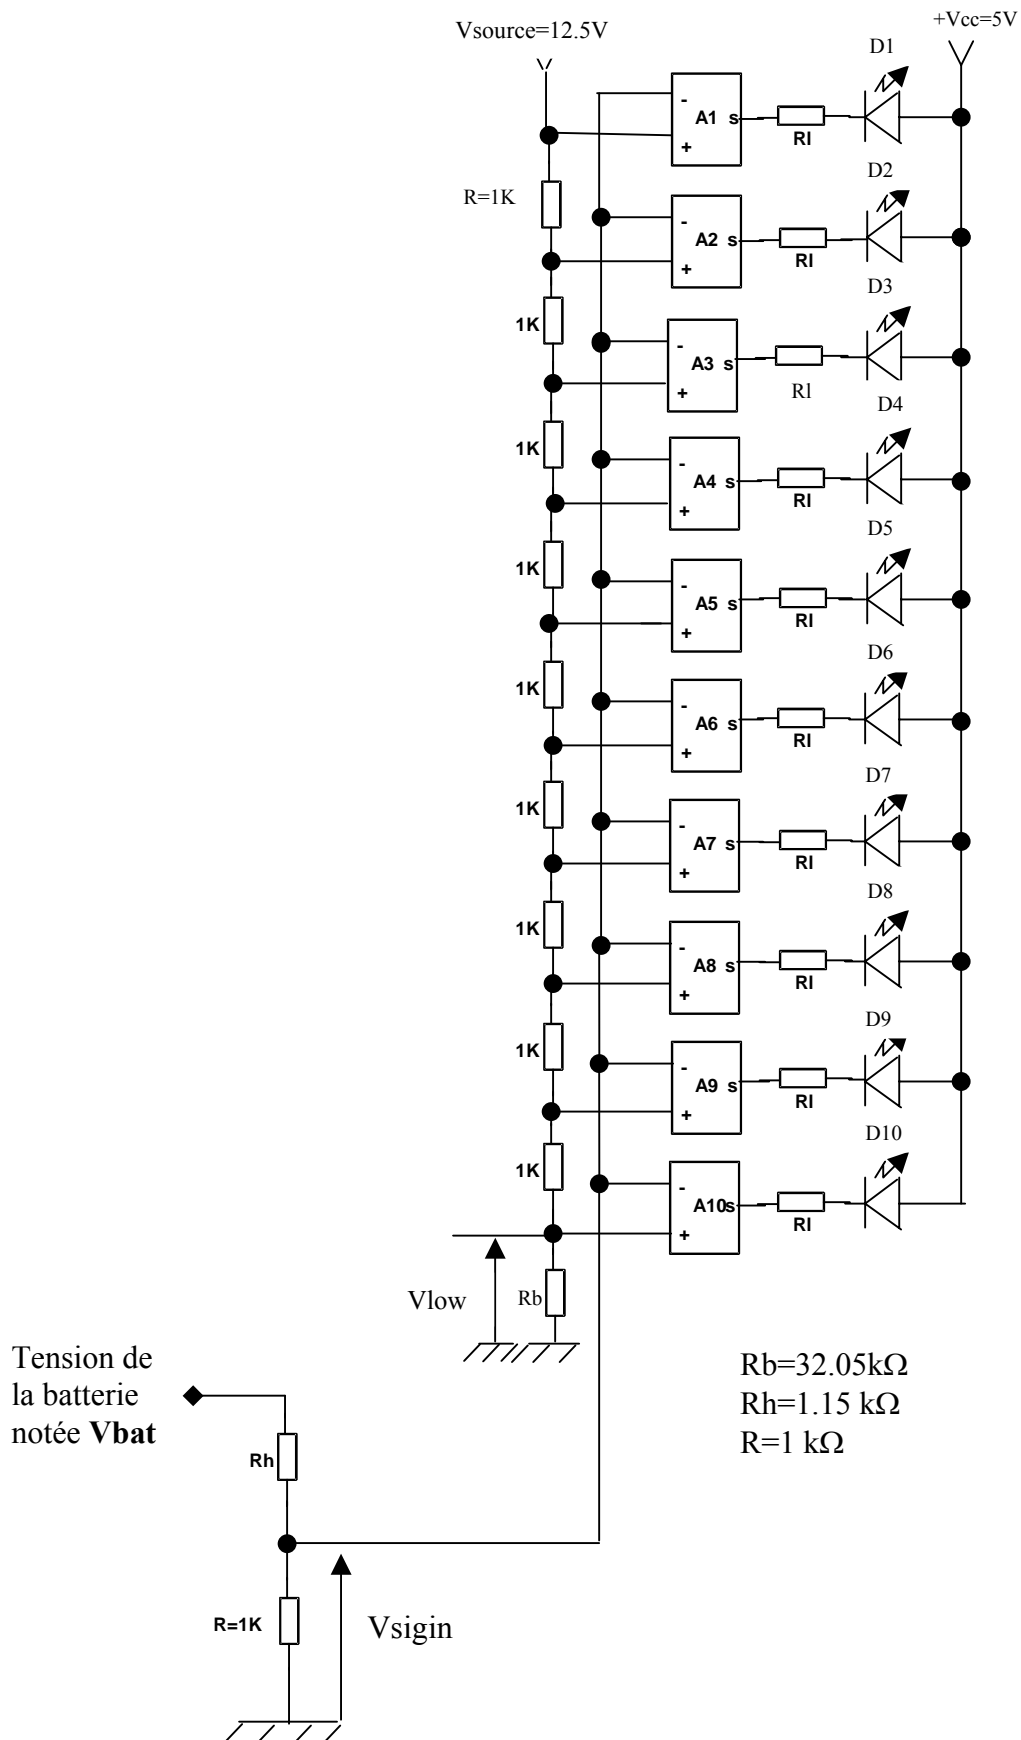 Vsource=12.5V
+Vcc=5V
D1
-
A1 s
+
Rl
R=1K
D2
-
A2 s
+
Rl
D3
1K
-
A3 s
+
Rl
D4
1K
-
A4 s
+
Rl
D5
1K
-
A5 s
+
Rl
D6
1K
-
A6 s
+
Rl
D7
1K
-
A7 s
+
Rl
D8
1K
-
A8 s
+
Rl
D9
1K
-
A9 s
+
Rl
D10
1K
-
A10s
+
Rl
Vlow
Rb
Tension de
la batterie
notée Vbat
Rb=32.05kΩ
Rh=1.15 kΩ
R=1 kΩ
Rh
R=1K
Vsigin